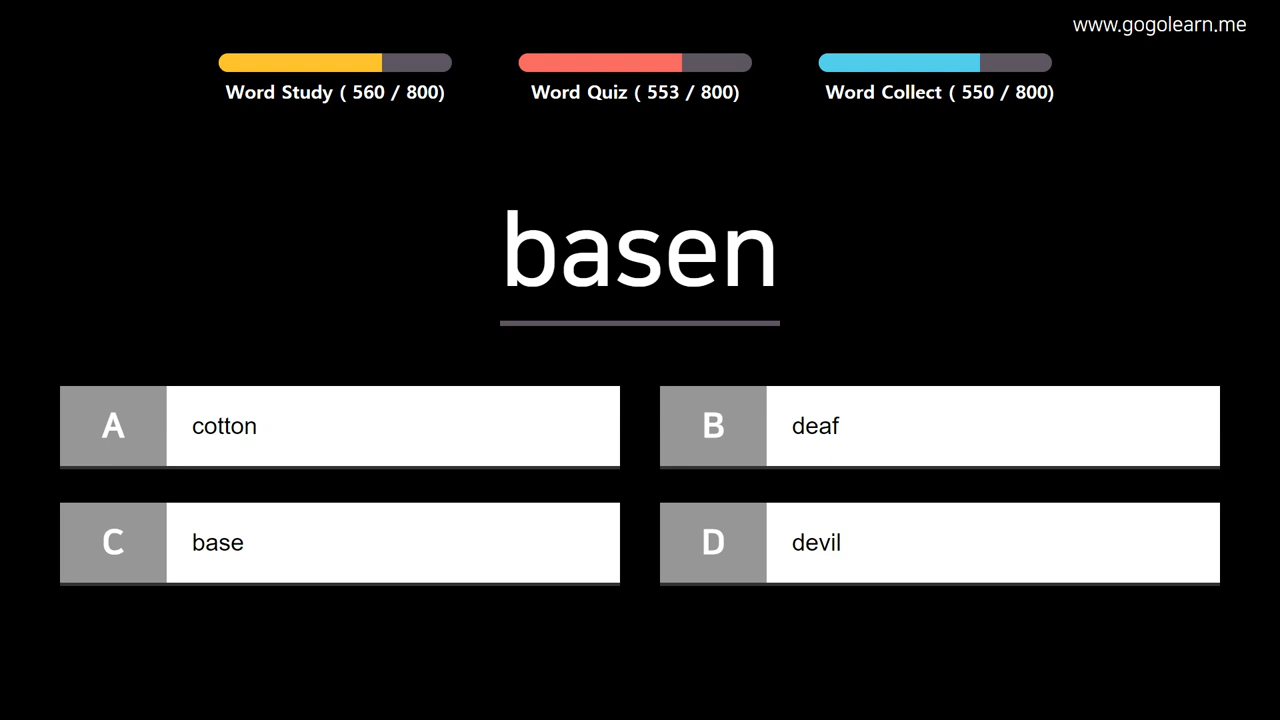 www.gogolearn.me
Word Study ( 560 / 800)
Word Quiz ( 553 / 800)
Word Collect ( 550 / 800)
basen
A
cotton
B
deaf
C
base
D
devil